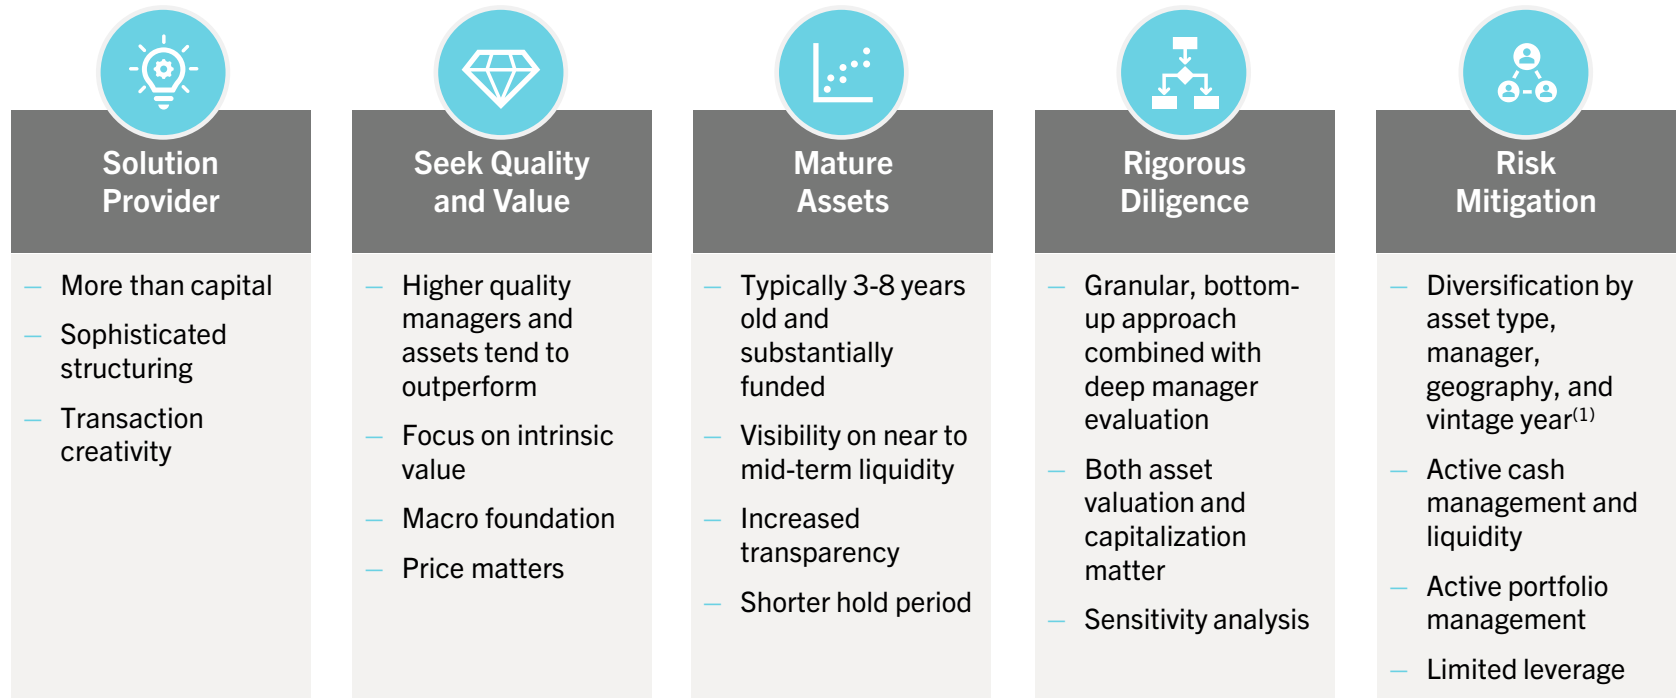 Solution
Provider
— More than capital
— Sophisticated
structuring
— Transaction
creativity
Seek Quality
and Value
— Higher quality
managers and
assets tend to
outperform
— Focus on intrinsic
value
— Macro foundation
— Price matters
Mature
Assets
— Typically 3-8 years
old and
substantially
funded
— Visibility on near to
mid-term liquidity
— Increased
transparency
— Shorter hold period
Rigorous
Diligence
— Granular, bottom-
up approach
combined with
deep manager
evaluation
— Both asset
valuation and
capitalization
matter
— Sensitivity analysis
Risk
Mitigation
— Diversification by
asset type,
manager,
geography, and
vintage year(1)
— Active cash
management and
liquidity
— Active portfolio
management
— Limited leverage